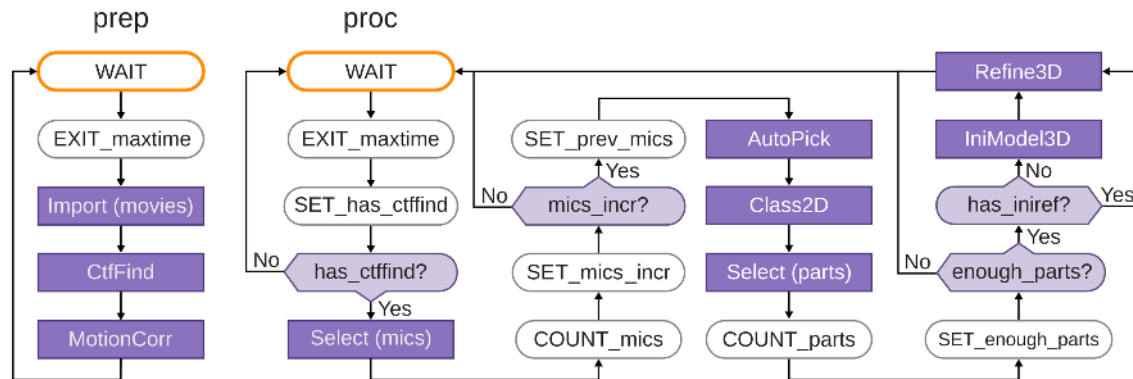 prep
WAIT
EXIT_maxtime
Import (movies)
CtfFind
MotionCorr
proc
WAIT
EXIT_maxtime
SET_has_ctffind
No
has_ctffind?
Yes
Select (mics)
SET_prev_mics
Yes
No
mics_incr?
SET_mics_incr
COUNT_mics
AutoPick
Class2D
Select (parts)
COUNT_parts
Refine3D
IniModel3D
No
has_iniref?
Yes
Yes
No
enough_parts?
SET_enough_parts